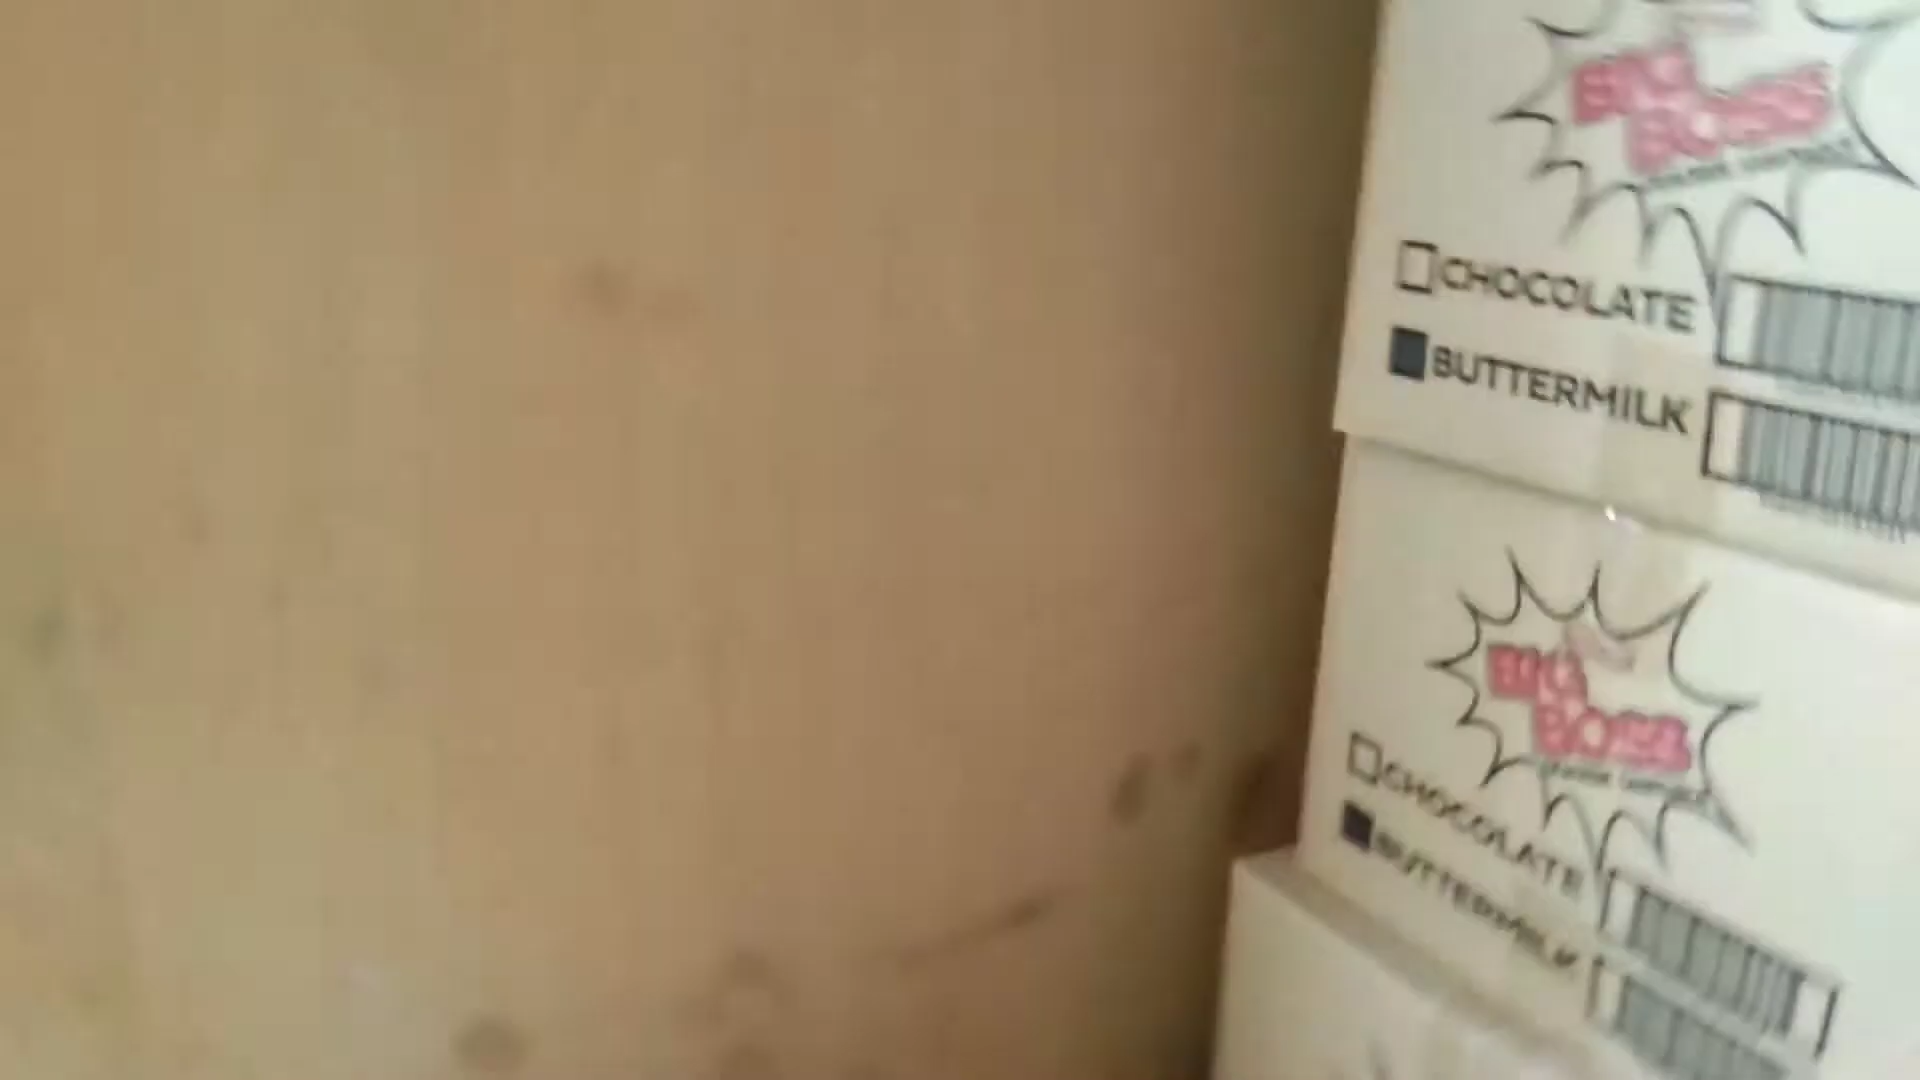 BIG
BOSS
CHOCOLATE
BUTTERMILK
BIG
BOSS
CHOCOLATE
BUTTERMILK